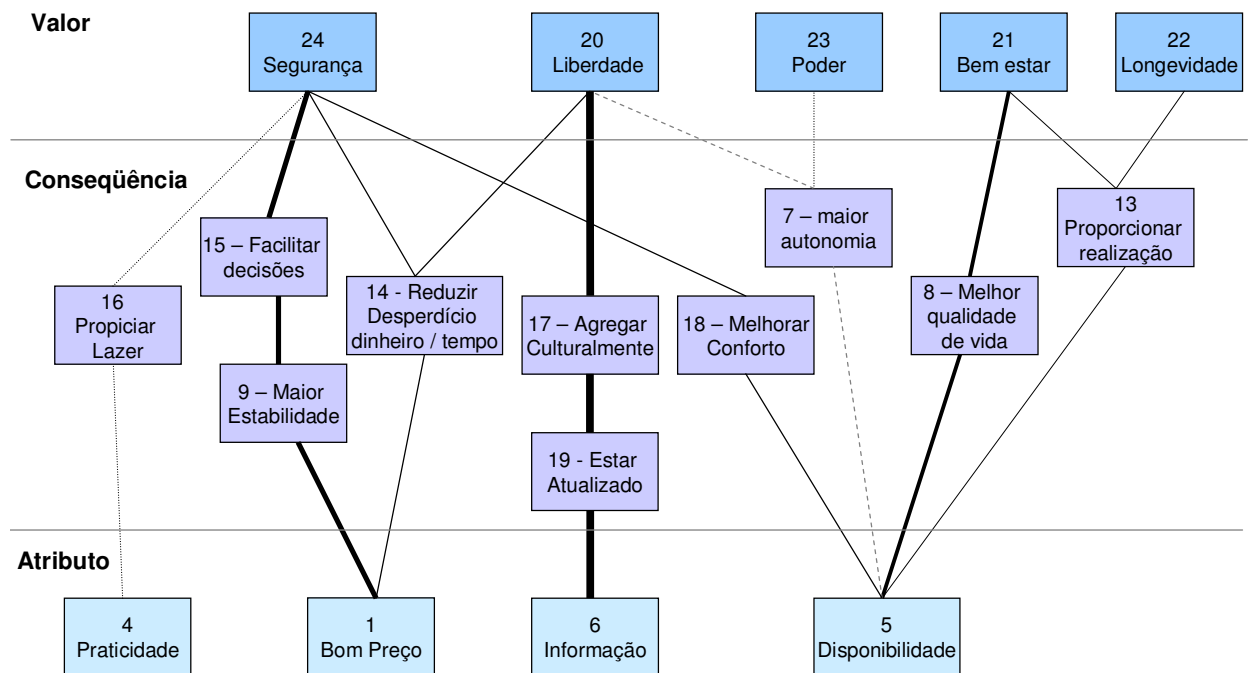 Valor
24
Segurança
20
Liberdade
23
Poder
21
Bem estar
22
Longevidade
Conseqüência
15 – Facilitar
decisões
7 – maior
autonomia
13
Proporcionar
realização
16
Propiciar
Lazer
14 - Reduzir
Desperdício
dinheiro / tempo
17 – Agregar
Culturalmente
18 – Melhorar
Conforto
8 – Melhor
qualidade
de vida
9 – Maior
Estabilidade
19 - Estar
Atualizado
Atributo
4
Praticidade
1
Bom Preço
6
Informação
5
Disponibilidade